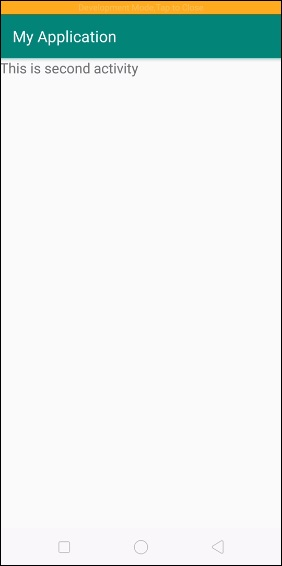 Development Mode.Tap to Close.
My Application
This is second activity